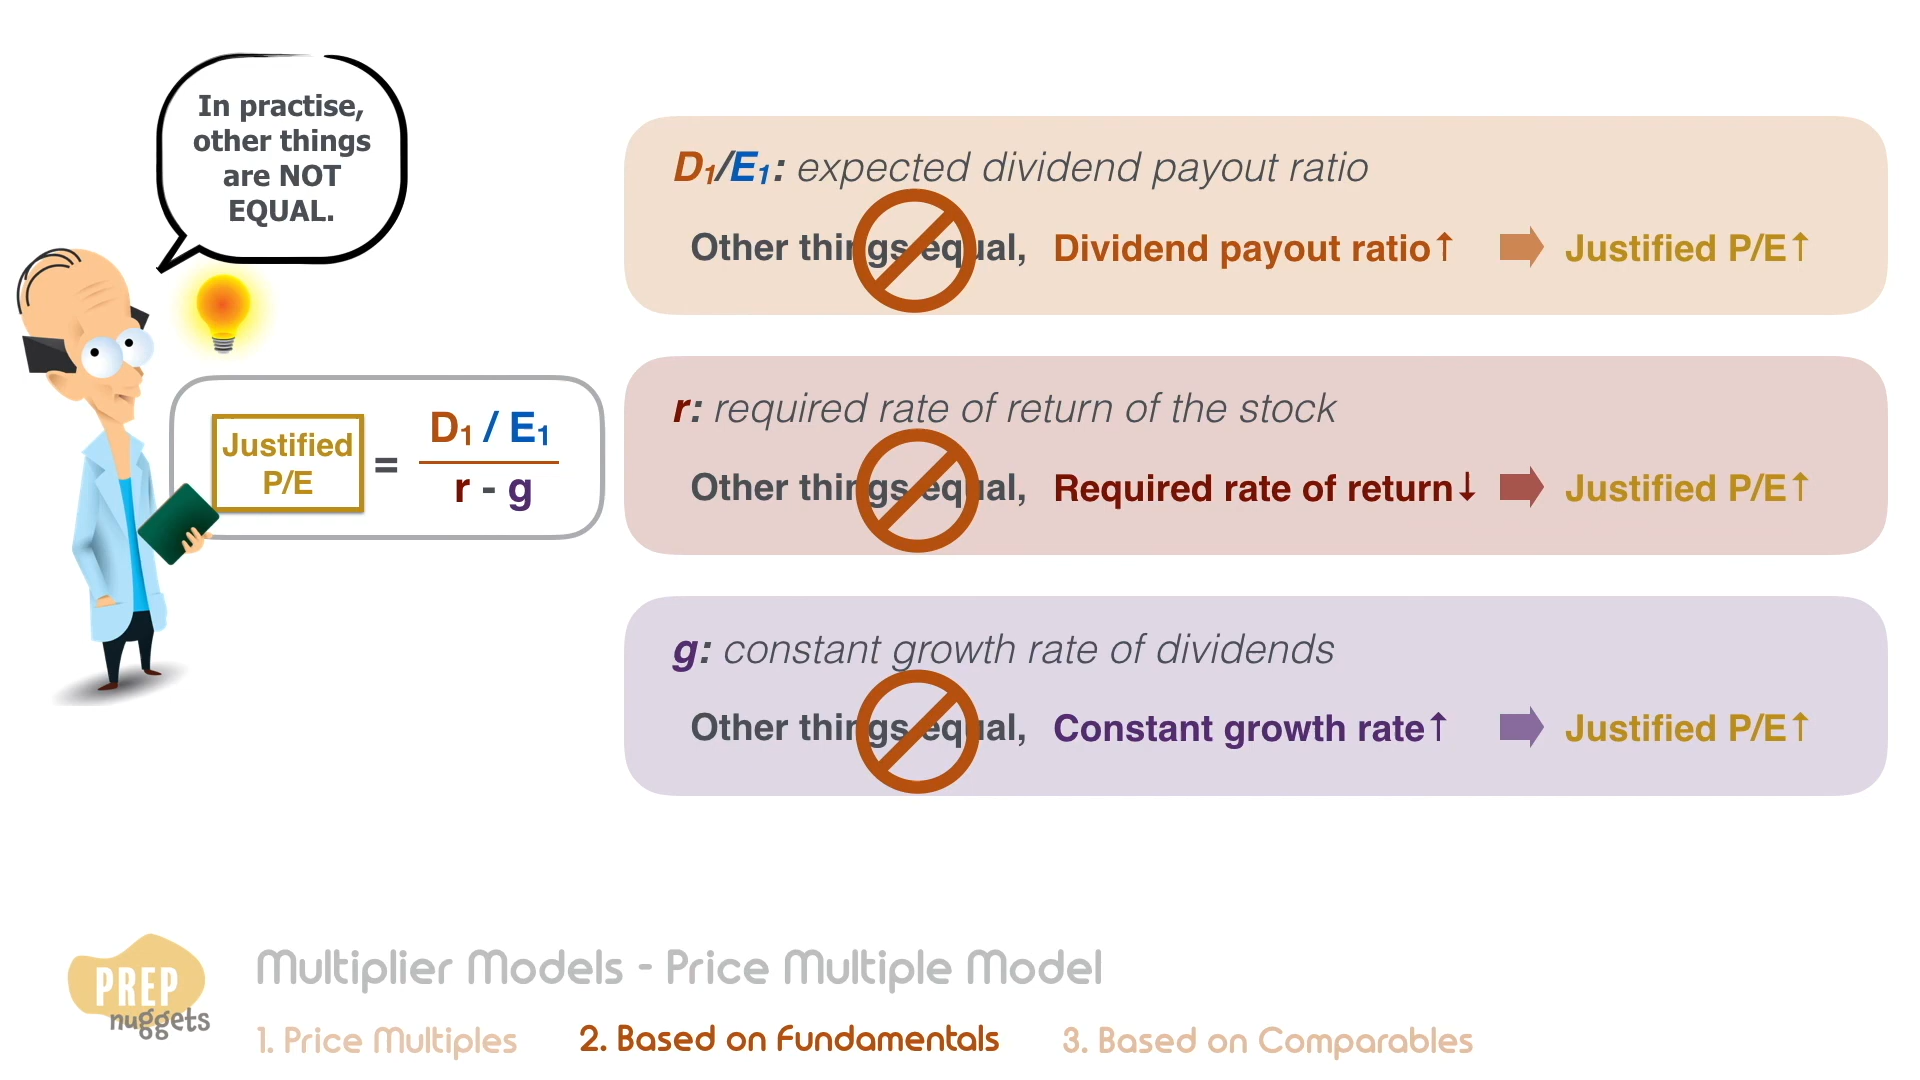 In practise,
other things
are NOT
EQUAL.
Justified
P/E
=
D₁ / E₁
r - g
D₁/E₁: expected dividend payout ratio
Other things equal, Dividend payout ratio↑ Justified P/E↑
r: required rate of return of the stock
Other things equal, Required rate of return↓ Justified P/E↑
g: constant growth rate of dividends
Other things equal, Constant growth rate↑ Justified P/E↑
PREP
nuggets
Multiplier Models - Price Multiple Model
1. Price Multiples 2. Based on Fundamentals 3. Based on Comparables